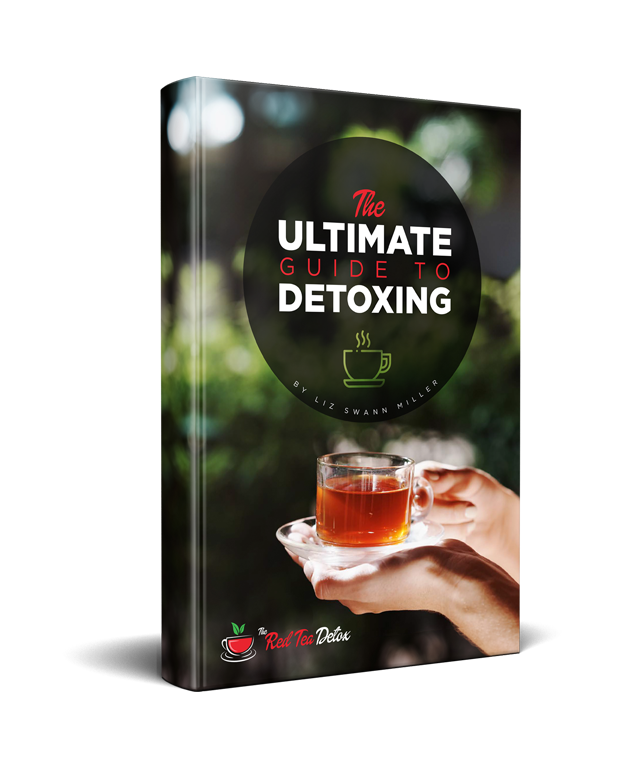 The
ULTIMATE
GUIDE TO
DETOXING
BY LIZ SWANN MILLER
The Red Tea Detox